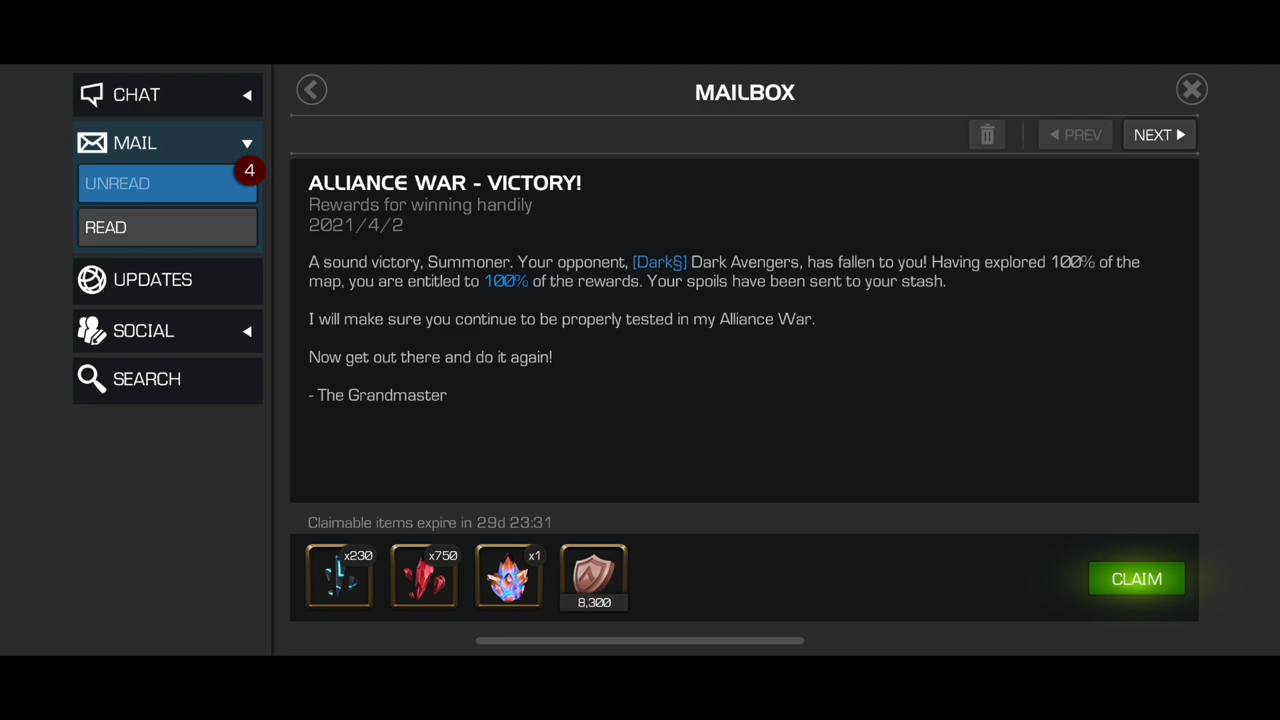 CHAT
MAILBOX
PREV
NEXT
MAIL
4
UNREAD
READ
UPDATES
SOCIAL
SEARCH
ALLIANCE WAR - VICTORY!
Rewards for winning handily
2021/4/2
A sound victory, Summoner. Your opponent, [Dark§] Dark Avengers, has fallen to you! Having explored 100% of the
map, you are entitled to 100% of the rewards. Your spoils have been sent to your stash.
I will make sure you continue to be properly tested in my Alliance War.
Now get out there and do it again!
- The Grandmaster
Claimable items expire in 29d 23:31
x230
x750
x1
8,300
CLAIM